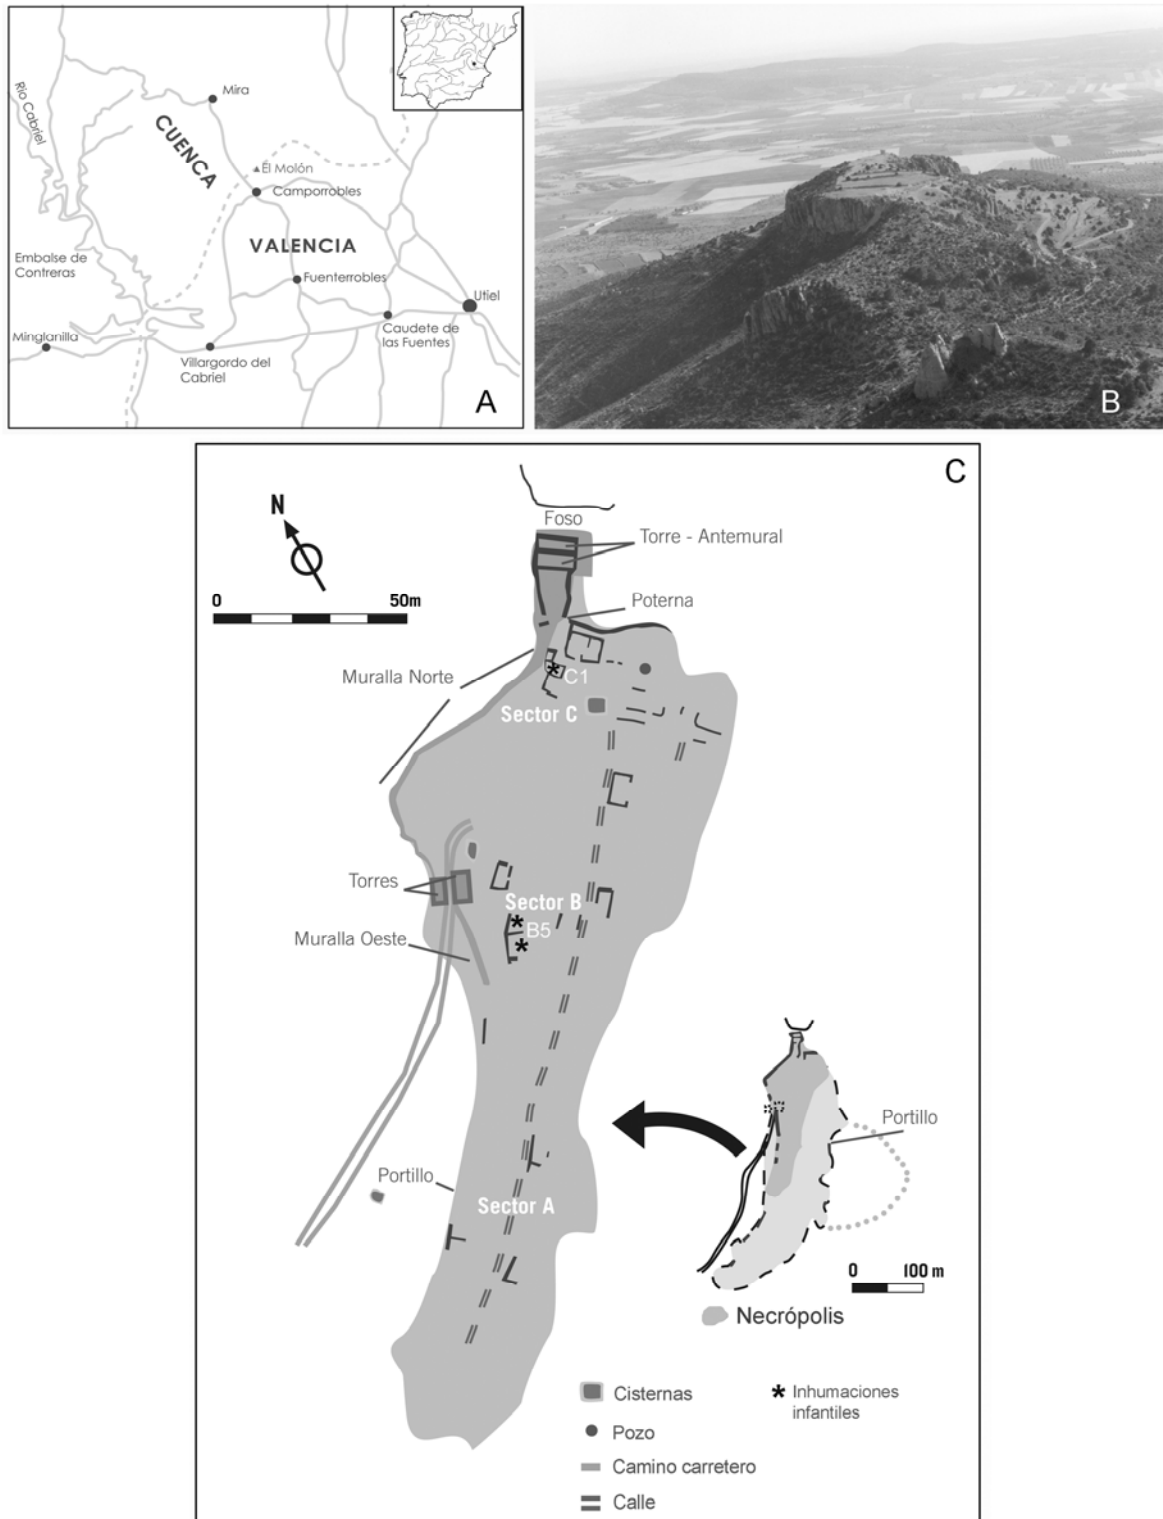 Río Cabriel
Mira
CUENCA
El Molón
Camporrobles
VALENCIA
Embalse de
Contreras
Fuenterrobles
Utiel
Minglanilla
Caudete de
las Fuentes
Villargordo del
Cabriel
A
B
C
N
Foso
Torre - Antemural
0 50m
Poterna
Muralla Norte
C1
Sector C
Torres
Sector B
B5
Muralla Oeste
Portillo
Portillo
Sector A
0 100 m
Necrópolis
Cisternas
Inhumaciones
infantiles
Pozo
Camino carretero
Calle